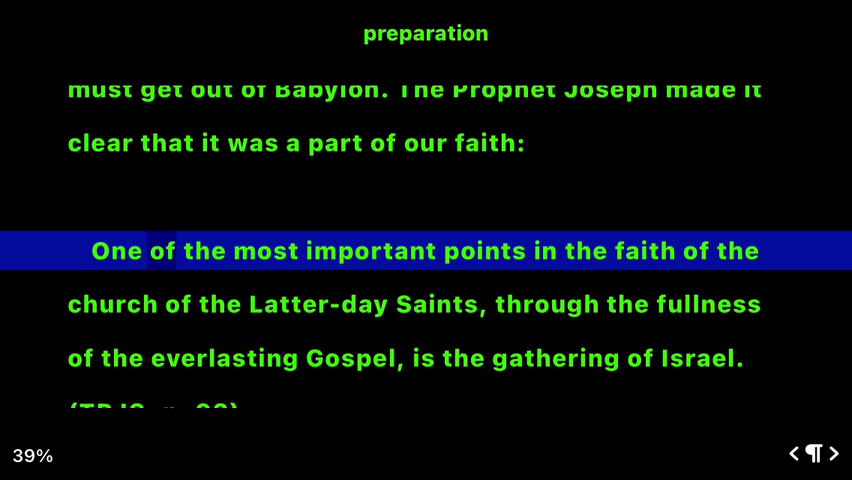 preparation
must get out of Babylon. The Prophet Joseph made it
clear that it was a part of our faith:
One of the most important points in the faith of the
church of the Latter-day Saints, through the fullness
of the everlasting Gospel, is the gathering of Israel.
39%
< ¶ >